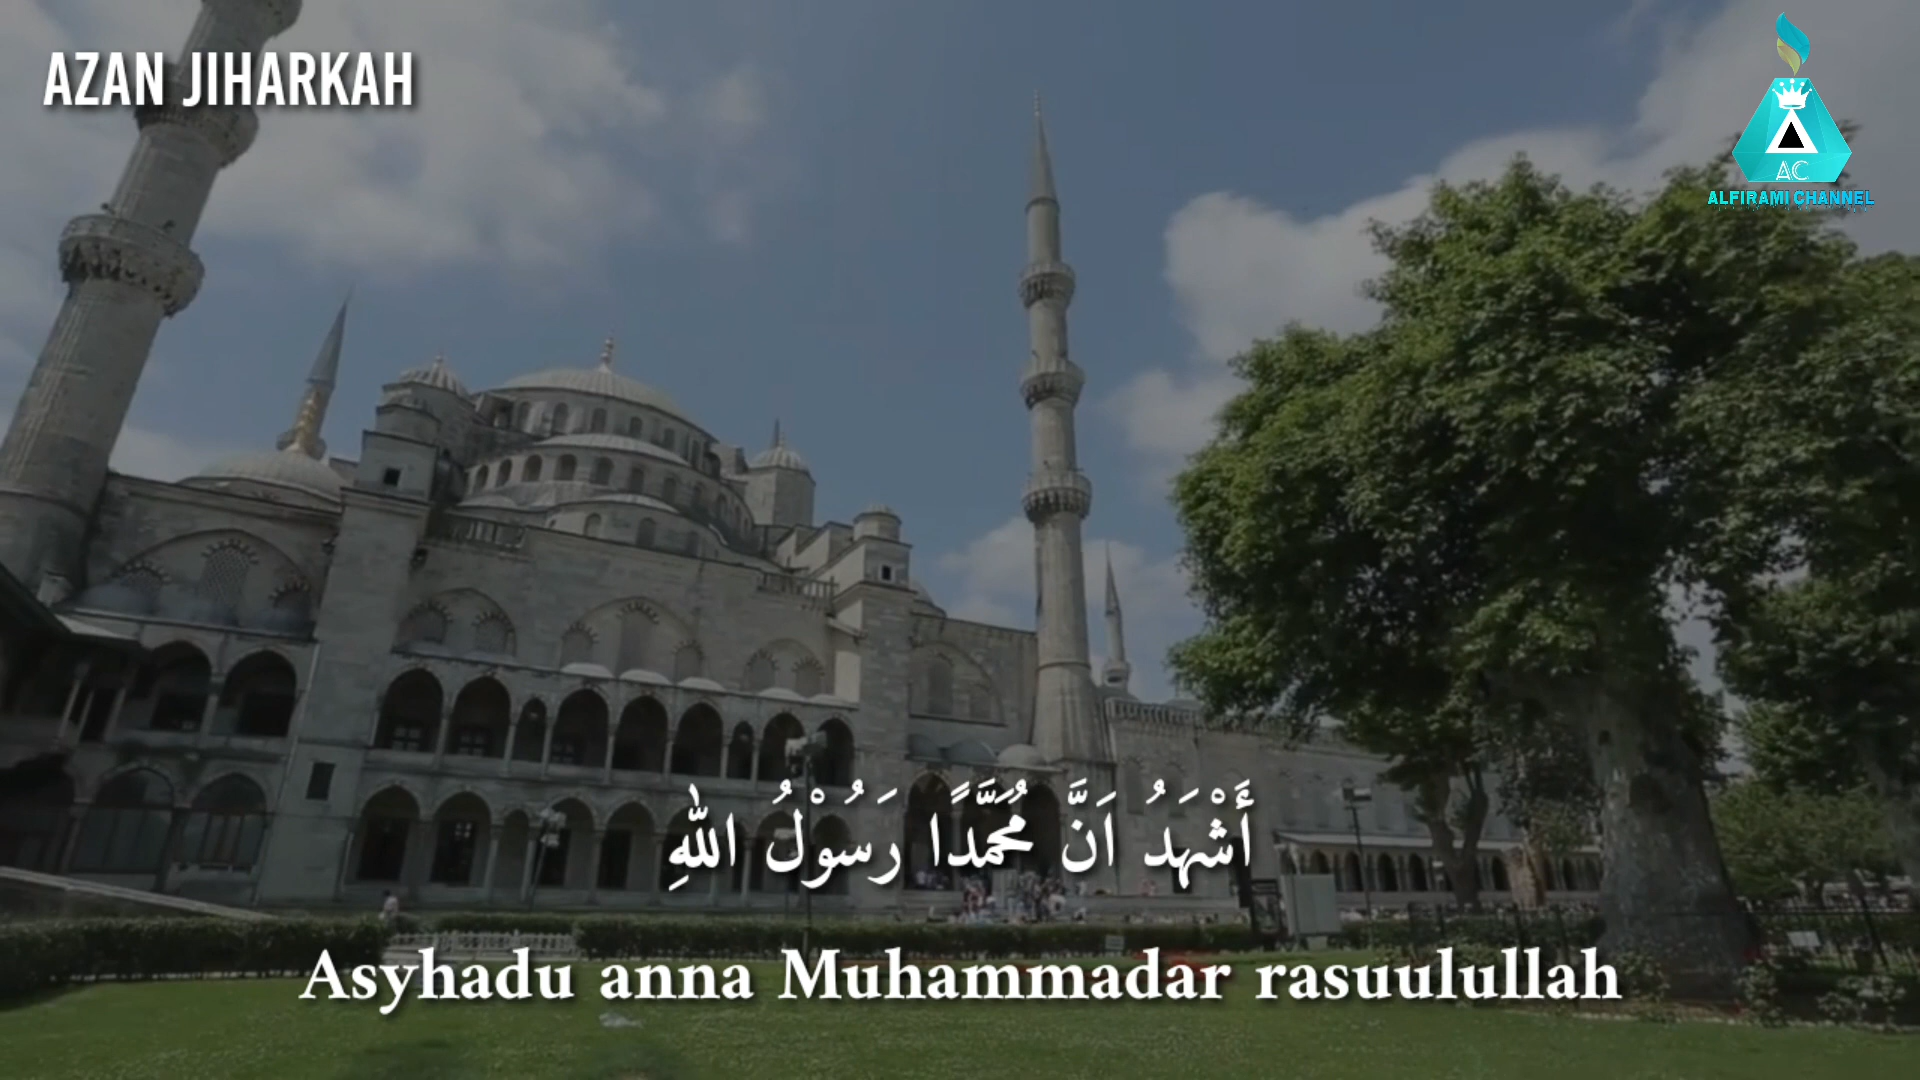 AZAN JIHARKAH
AC
ALFIRAMI CHANNEL
أَشْهَدُ اَنَّ مُحَمَّدًا رَسُوْلُ اللهِ
Asyhadu anna Muhammadar rasuulullah